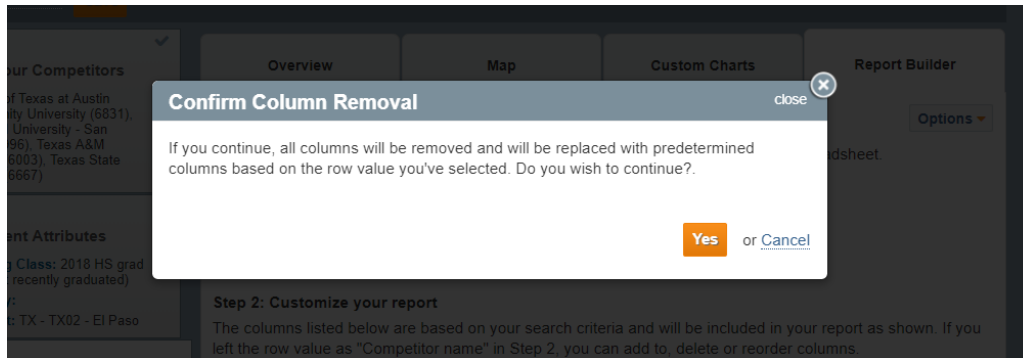 our Competitors
of Texas at Austin
ity University (6831),
University - San
96), Texas A&M
6003), Texas State
6667)
ent Attributes
g Class: 2018 HS grad
recently graduated)
TX - TX02 - El Paso
Overview
Map
Custom Charts
Report Builder
Options
adsheet.
Confirm Column Removal
close
If you continue, all columns will be removed and will be replaced with predetermined
columns based on the row value you've selected. Do you wish to continue?.
Yes or Cancel
Step 2: Customize your report
The columns listed below are based on your search criteria and will be included in your report as shown. If you
left the row value as "Competitor name" in Step 2, you can add to, delete or reorder columns.